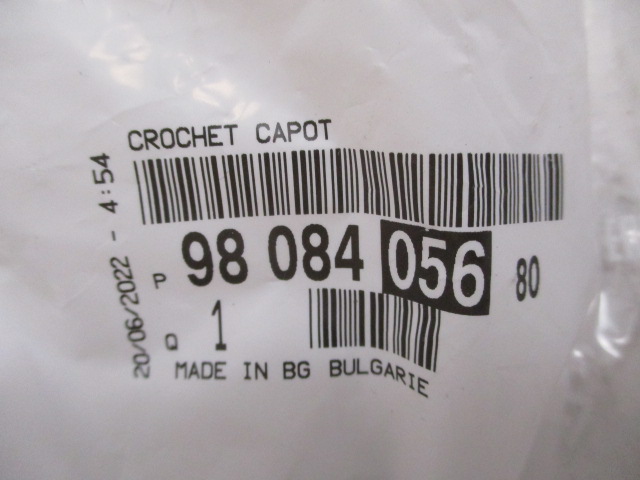 CROCHET CAPOT
P 98 084 056 80
Q 1
MADE IN BG BULGARIE
20/06/2022 - 4:54